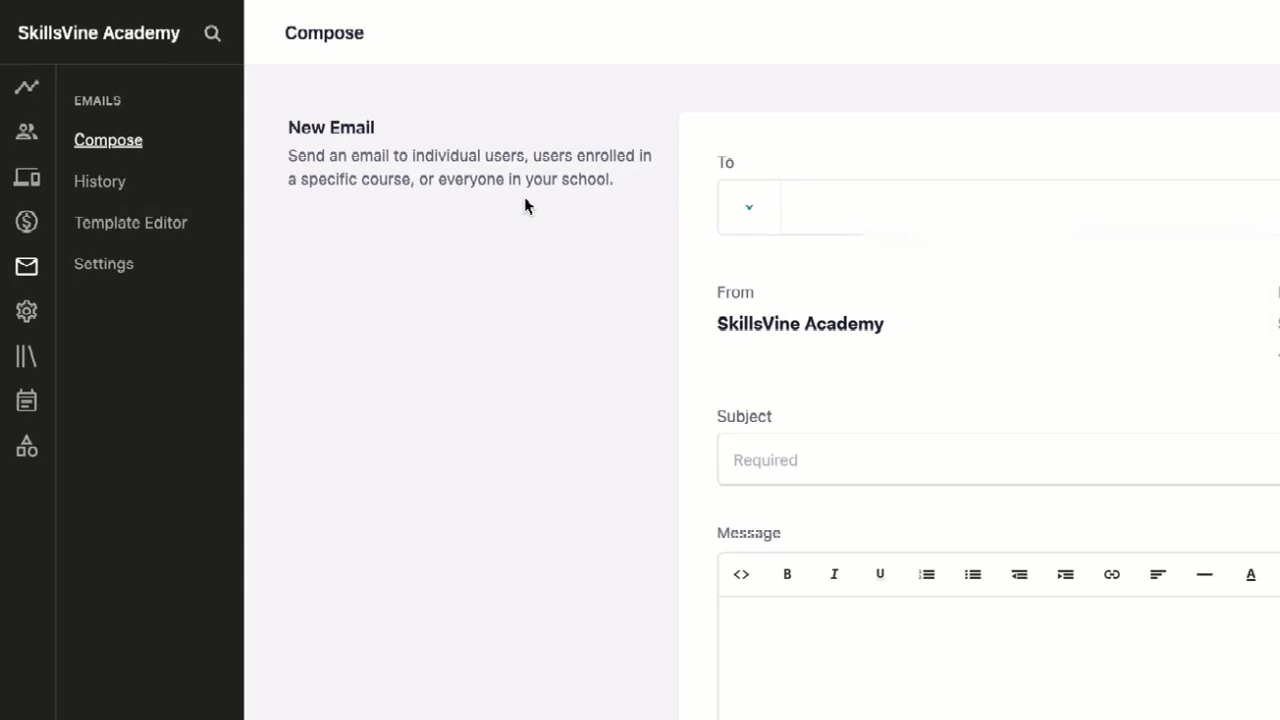 SkillsVine Academy
Compose
EMAILS
Compose
History
Template Editor
Settings
New Email
Send an email to individual users, users enrolled in
a specific course, or everyone in your school.
To
From
SkillsVine Academy
Subject
Required
Message
B I U A